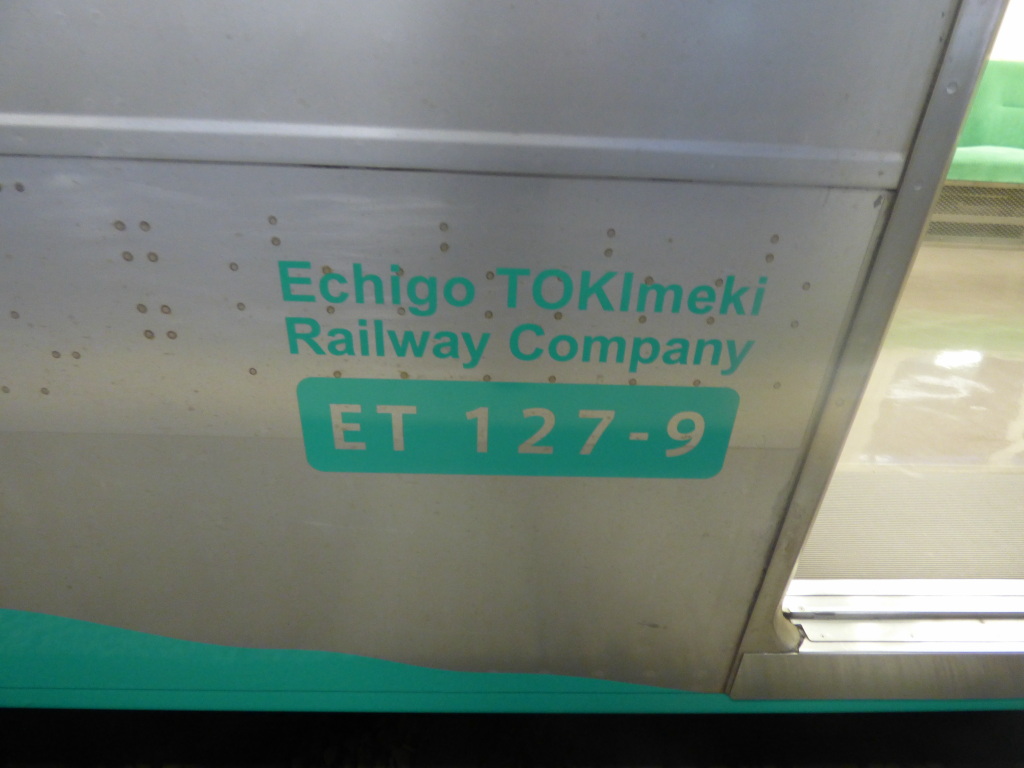 Echigo TOKImeki
Railway Company
ET 127-9